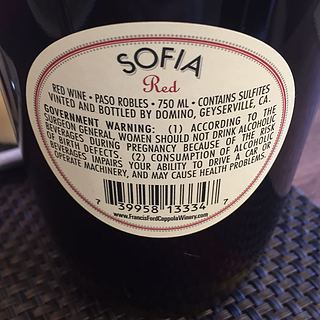 SOFIA
Red
RED WINE • PASO ROBLES • 750 ML • CONTAINS SULFITES
VINTED AND BOTTLED BY DOMINO, GEYSERVILLE, CA.
GOVERNMENT WARNING: (1) ACCORDING TO THE
SURGEON GENERAL, WOMEN SHOULD NOT DRINK ALCOHOLIC
BEVERAGES DURING PREGNANCY BECAUSE OF THE RISK
OF BIRTH DEFECTS. (2) CONSUMPTION OF ALCOHOLIC
BEVERAGES IMPAIRS YOUR ABILITY TO DRIVE A CAR OR
OPERATE MACHINERY, AND MAY CAUSE HEALTH PROBLEMS.
7 39958 13334 7
www.FrancisFordCoppolaWinery.com